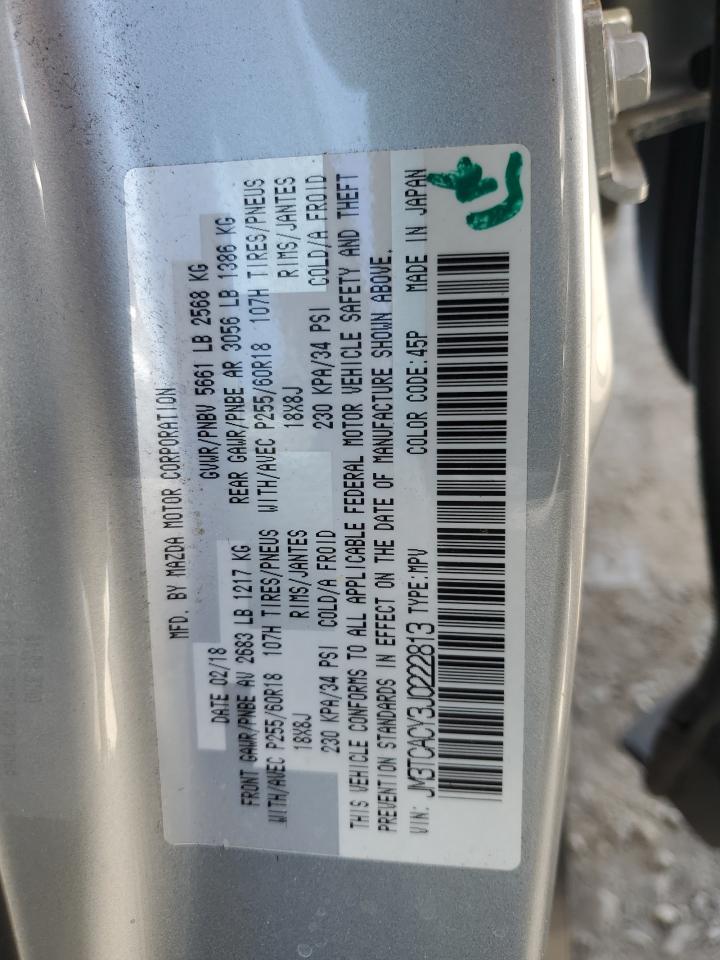 MFD. BY MAZDA MOTOR CORPORATION
DATE 02/18 GVWR/PNBV 5661 LB 2568 KG
FRONT GAWR/PNBE AV 2683 LB 1217 KG REAR GAWR/PNBE AR 3056 LB 1386 KG
WITH/AVEC P255/60R18 107H TIRES/PNEUS WITH/AVEC P255/60R18 107H TIRES/PNEUS
18X8J RIMS/JANTES 18X8J RIMS/JANTES
230 KPA/34 PSI COLD/A FROID 230 KPA/34 PSI COLD/A FROID
THIS VEHICLE CONFORMS TO ALL APPLICABLE FEDERAL MOTOR VEHICLE SAFETY AND THEFT
PREVENTION STANDARDS IN EFFECT ON THE DATE OF MANUFACTURE SHOWN ABOVE.
VIN: JM3TCACY3J0222813 TYPE:MPV COLOR CODE:45P MADE IN JAPAN